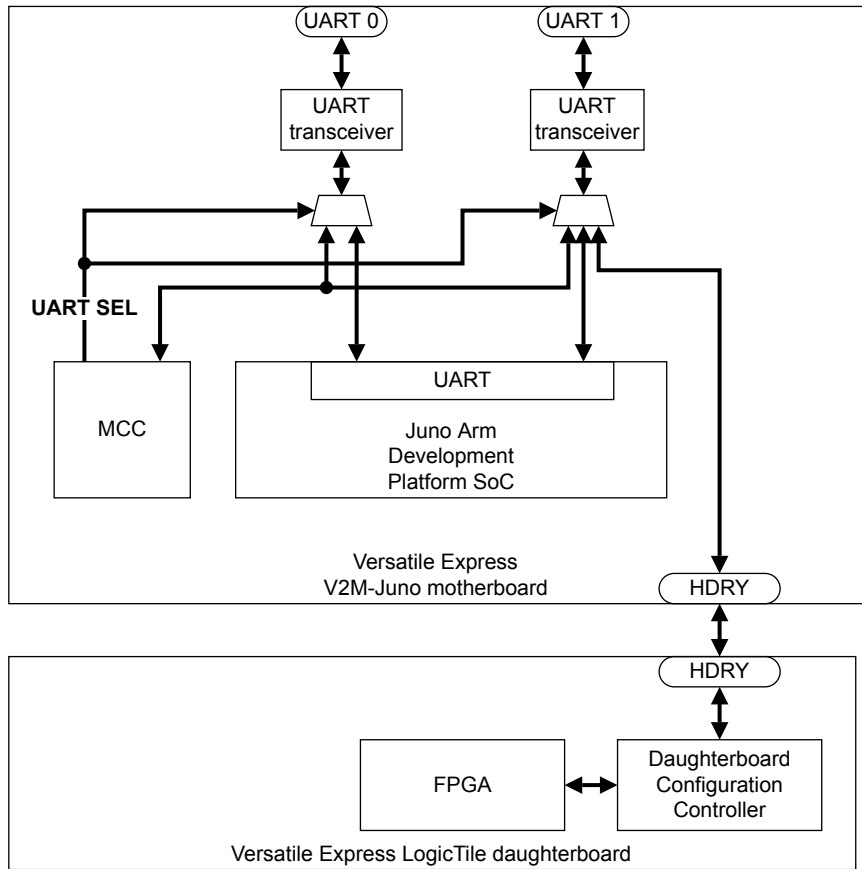 UART 0
UART 1
UART
transceiver
UART
transceiver
UART SEL
MCC
UART
Juno Arm
Development
Platform SoC
Versatile Express
V2M-Juno motherboard
HDRY
HDRY
FPGA
Daughterboard
Configuration
Controller
Versatile Express LogicTile daughterboard